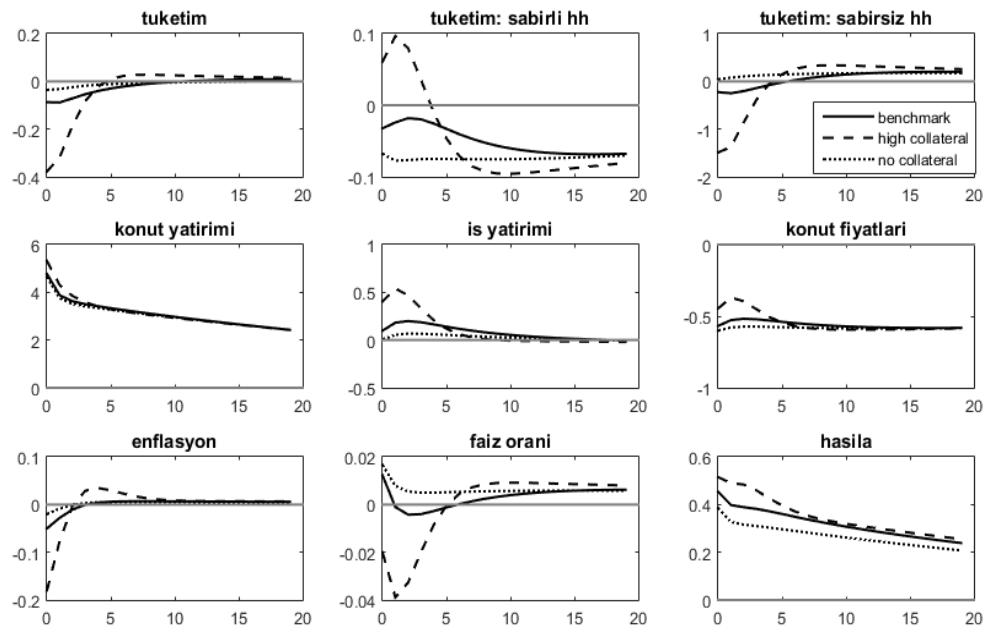 tuketim
tuketim: sabirli hh
tuketim: sabirsiz hh
0.2
0
-0.2
-0.4
0 5 10 15 20
0.1
0
-0.1
0 5 10 15 20
1
0
-1
-2
0 5 10 15 20
benchmark
high collateral
no collateral
konut yatirimi
is yatirimi
konut fiyatlari
6
4
2
0
0 5 10 15 20
1
0.5
0
-0.5
0 5 10 15 20
0
-0.5
-1
0 5 10 15 20
enflasyon
faiz orani
hasila
0.1
0
-0.1
-0.2
0 5 10 15 20
0.02
0
-0.02
-0.04
0 5 10 15 20
0.6
0.4
0.2
0
0 5 10 15 20